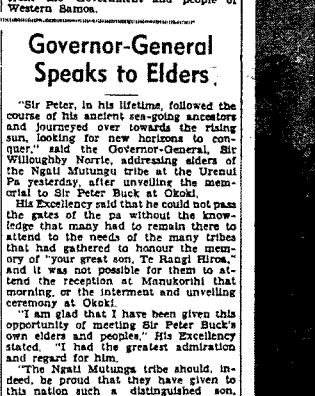 Western Samoa.
Governor-General
Speaks to Elders
"Sir Peter, in his lifetime, followed the
course of his ancient sea-going ancestors
and journeyed over towards the rising
sun, looking for new horizons to con-
quer," said the Governor-General, Sir
Willoughby Norrie, addressing elders of
the Ngati Mutungu tribe at the Urenui
Pa yesterday, after unveiling the mem-
orial to Sir Peter Buck at Okoki.
His Excellency said that he could not pass
the gates of the pa without the know-
ledge that many had to remain there to
attend to the needs of the many tribes
that had gathered to honour the mem-
ory of "your great son, Te Rangi Hiroa,"
and it was not possible for them to at-
tend the reception at Manukorihi that
morning, or the interment and unveiling
ceremony at Okoki.
"I am glad that I have been given this
opportunity of meeting Sir Peter Buck's
own elders and peoples," His Excellency
stated. "I had the greatest admiration
and regard for him.
"The Ngati Mutunga tribe should, in-
deed, be proud that they have given to
this nation such a distinguished son,